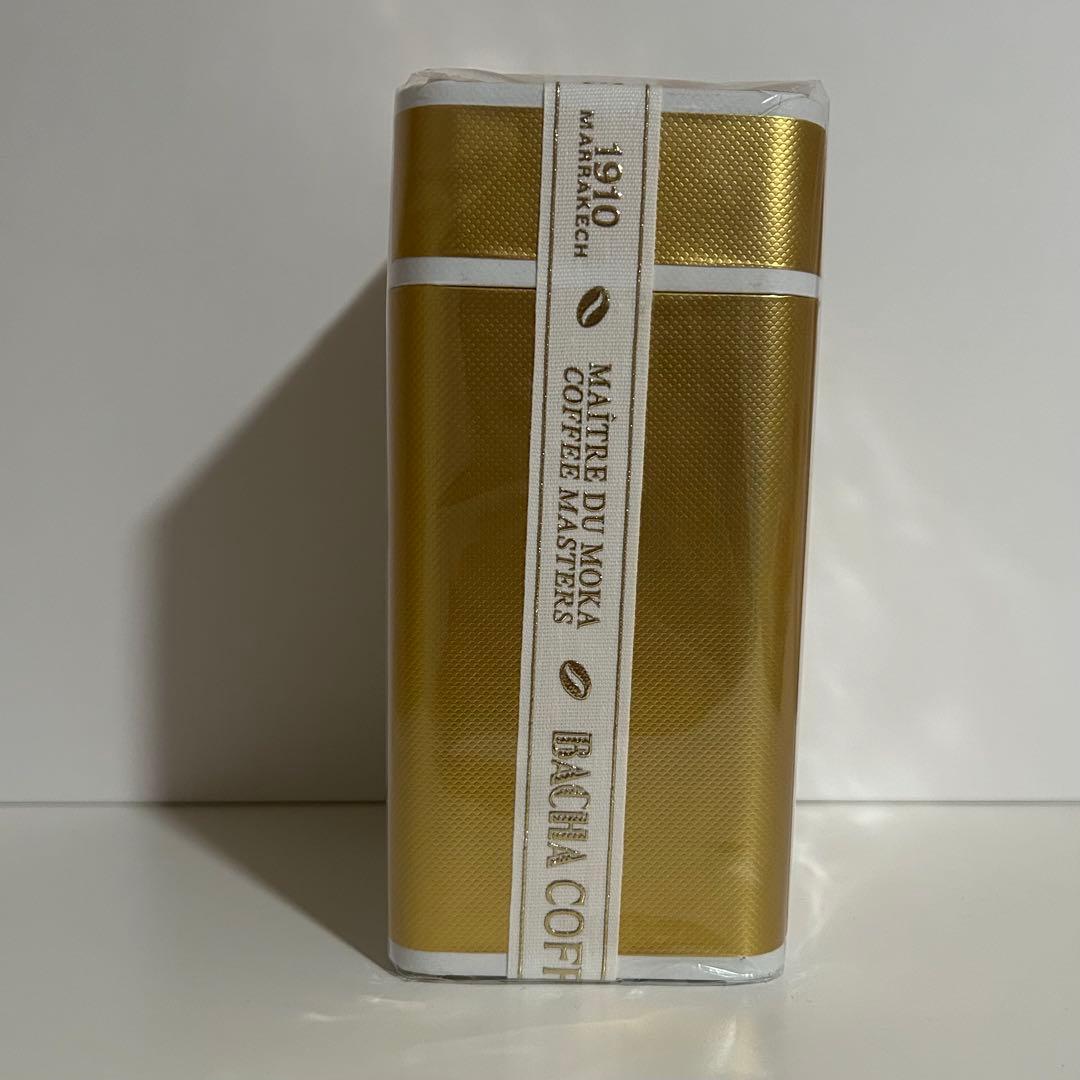 1910
MARRAKECH
MAÎTRE DU MOKA
COFFEE MASTERS
BACHA COFF